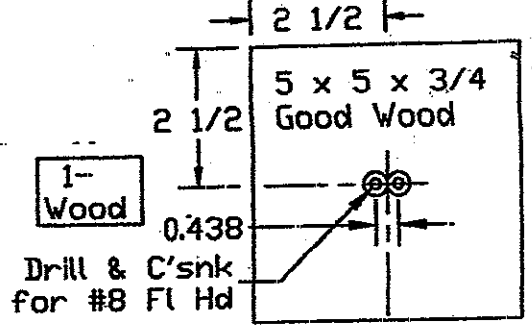 2 1/2
5 x 5 x 3/4
Good Wood
2 1/2
1-
Wood
0.438
Drill & C'snk
for #8 Fl Hd